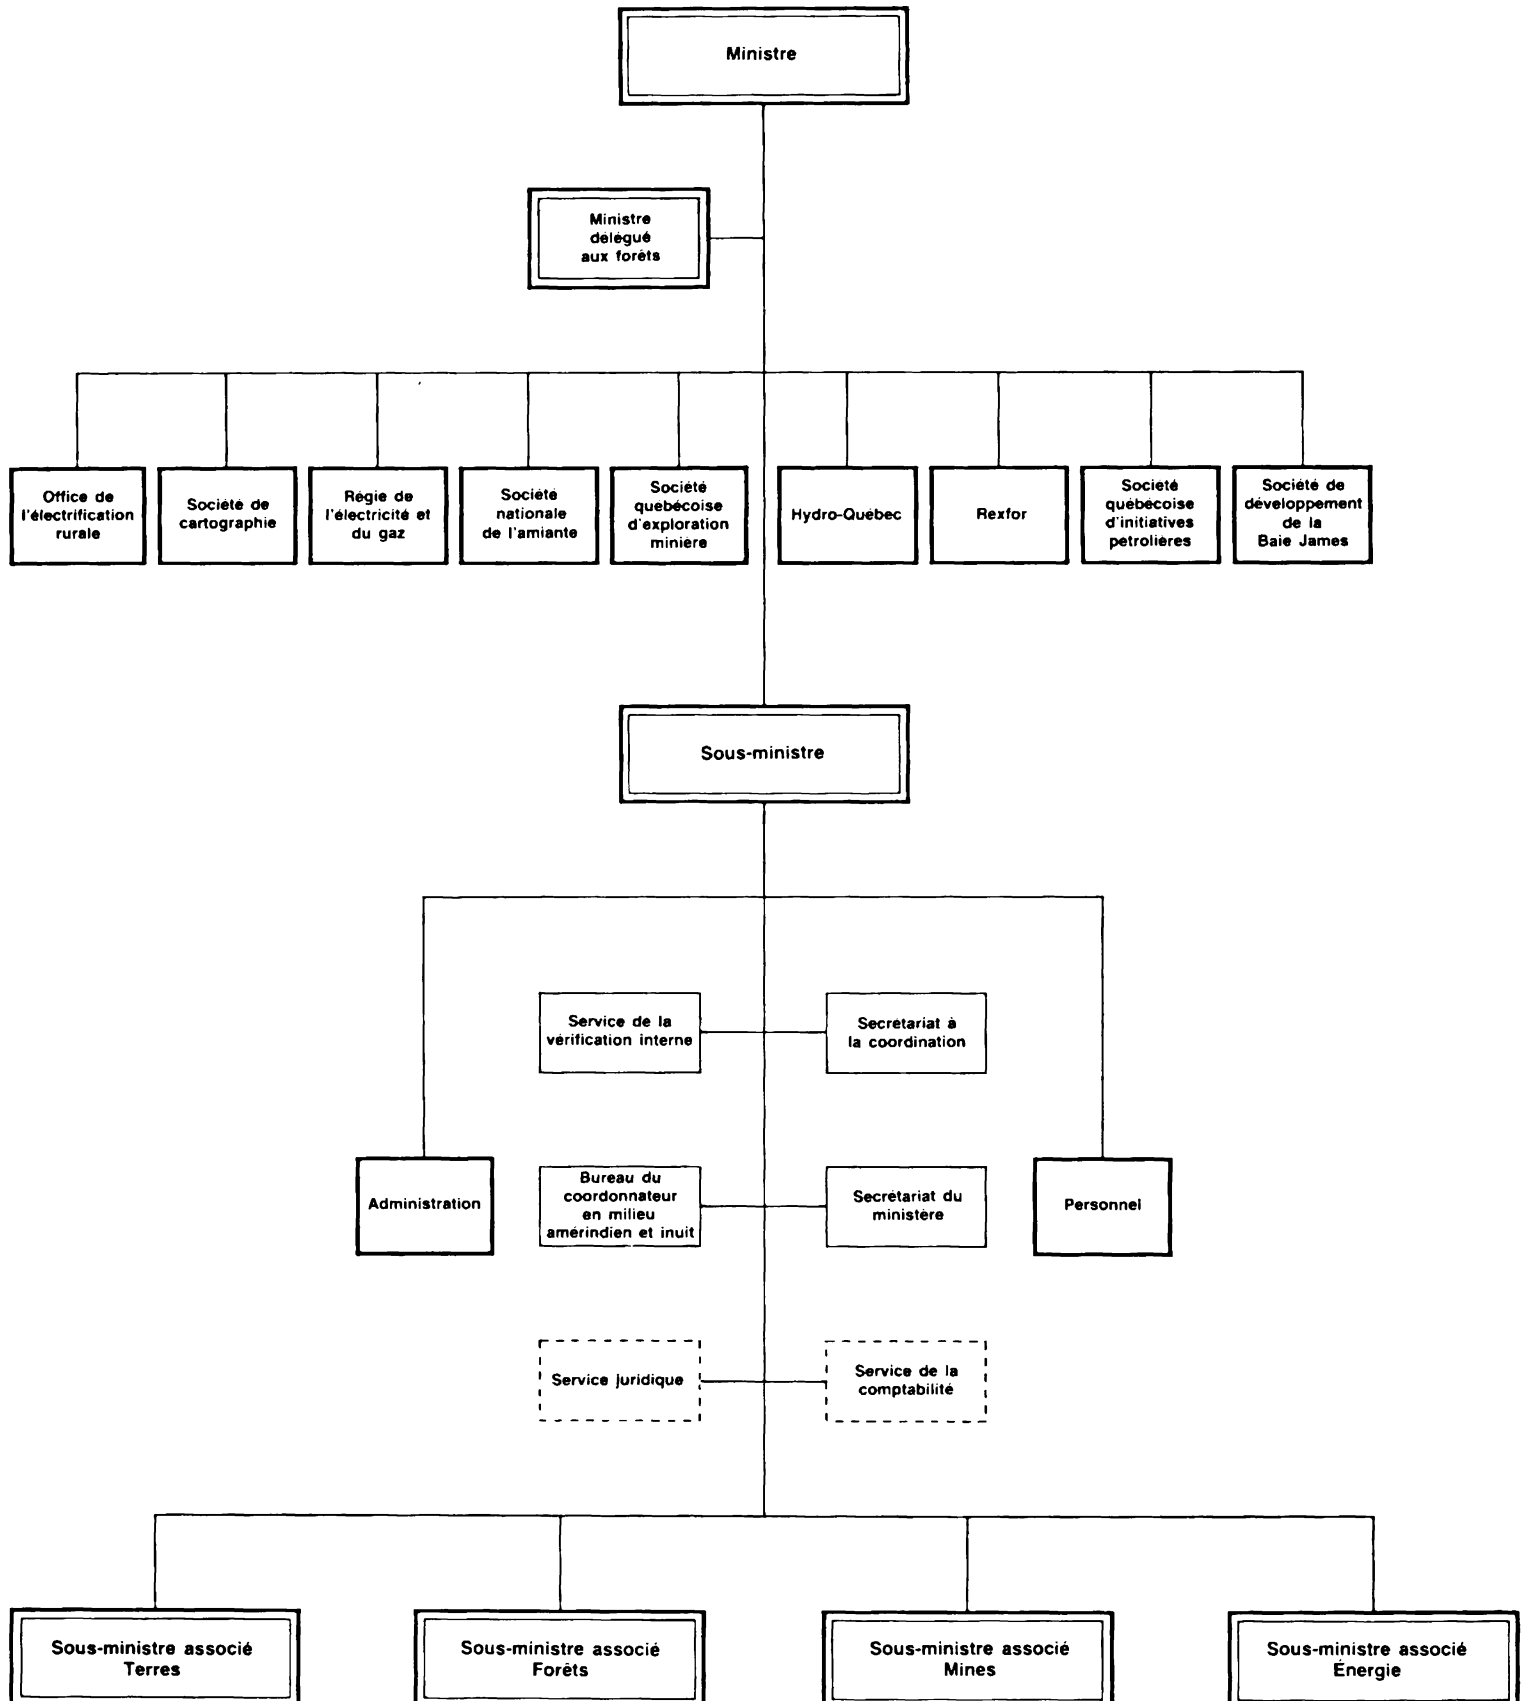 Ministre
Ministre
délégué
aux forêts
Office de
l'électrification
rurale
Société de
cartographie
Régie de
l'électricité et
du gaz
Société
nationale
de l'amiante
Société
québécoise
d'exploration
minière
Hydro-Québec
Rexfor
Société
québécoise
d'initiatives
petrolières
Société de
développement
de la
Baie James
Sous-ministre
Service de la
vérification interne
Secrétariat à
la coordination
Administration
Bureau du
coordonnateur
en milieu
amérindien et inuit
Secrétariat du
ministère
Personnel
Service juridique
Service de la
comptabilité
Sous-ministre associé
Terres
Sous-ministre associé
Forêts
Sous-ministre associé
Mines
Sous-ministre associé
Énergie